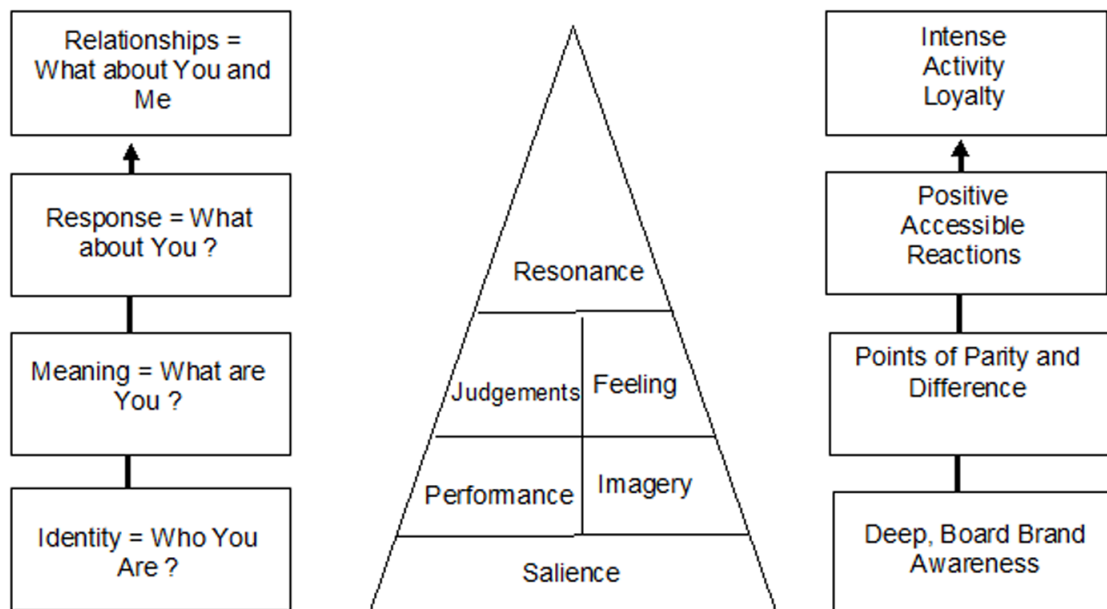 Relationships =
What about You and
Me
Response = What
about You ?
Meaning = What are
You ?
Identity = Who You
Are ?
Resonance
Judgements
Feeling
Performance
Imagery
Salience
Intense
Activity
Loyalty
Positive
Accessible
Reactions
Points of Parity and
Difference
Deep, Board Brand
Awareness